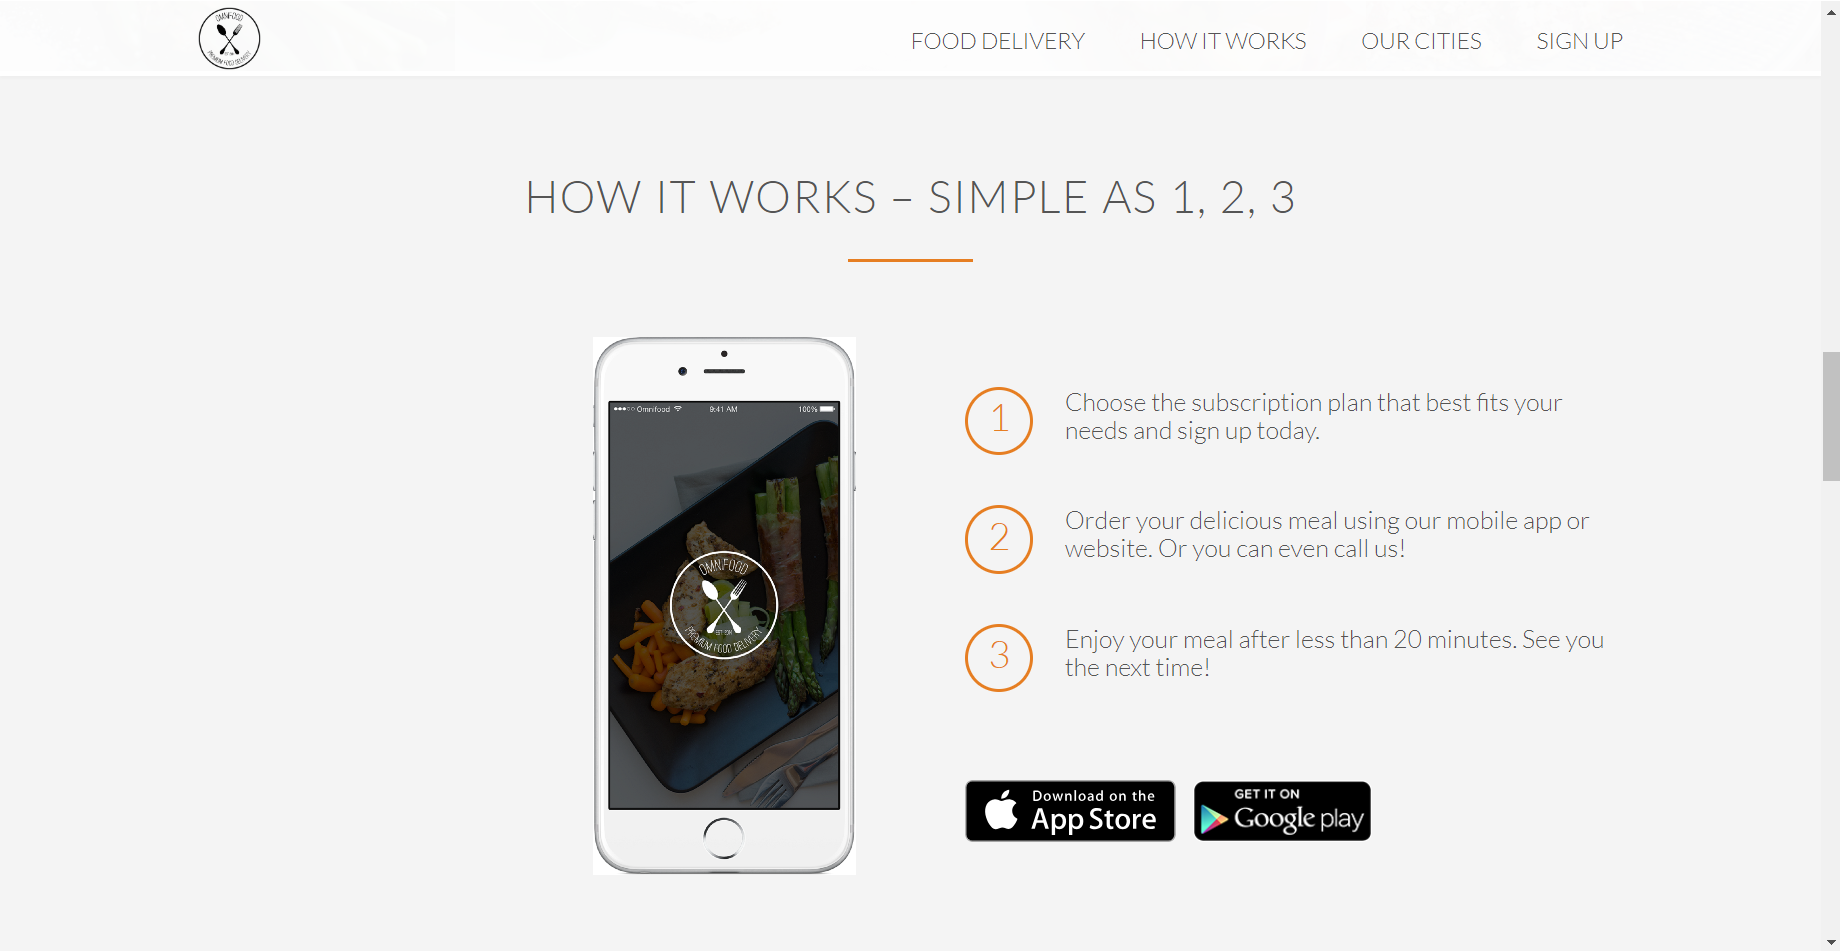 OMNIFOOD
PREMIUM FOOD DELIVERY
FOOD DELIVERY
HOW IT WORKS
OUR CITIES
SIGN UP
HOW IT WORKS – SIMPLE AS 1, 2, 3
Omnifood
9:41 AM
100%
OMNIFOOD
PREMIUM FOOD DELIVERY
1
Choose the subscription plan that best fits your
needs and sign up today.
2
Order your delicious meal using our mobile app or
website. Or you can even call us!
3
Enjoy your meal after less than 20 minutes. See you
the next time!
Download on the
App Store
GET IT ON
Google play